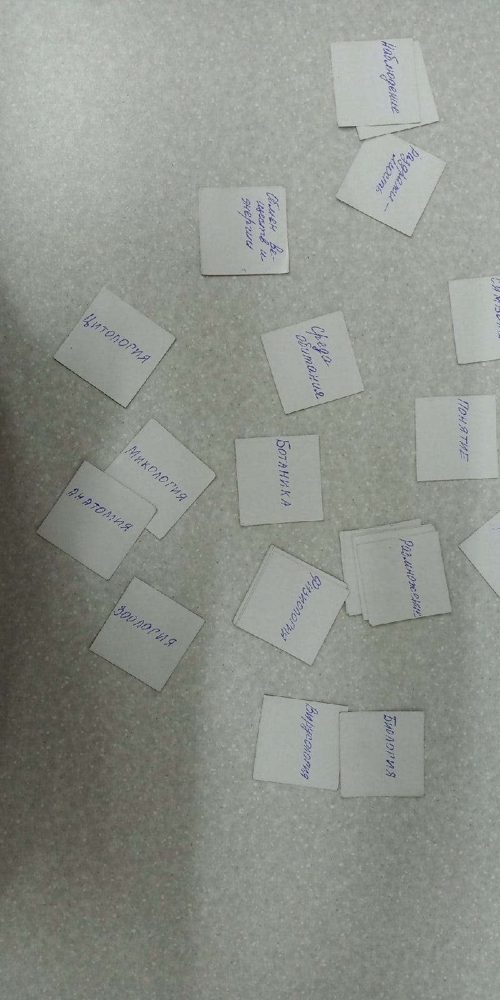 Наблюдение
Раздражи-
мость
Обмен ве-
ществ и
энергии
Цитология
Среда
обитания
Понятие
Микология
Ботаника
Анатомия
Размножение
Физиология
Зоология
Вирусология
Биология